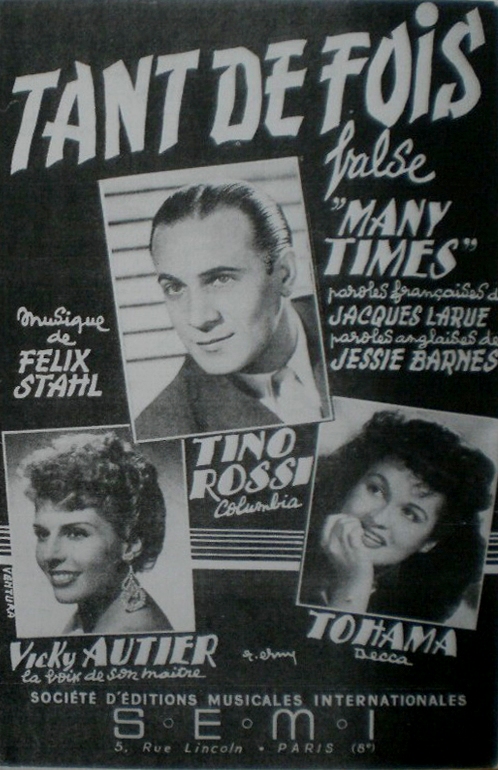 TANT DE FOIS
Valse
"MANY
TIMES"
paroles françaises d
JACQUES LARUE
paroles anglaises de
JESSIE BARNES
Musique
de
FELIX
STAHL
TINO
ROSSI
Columbia
VENTURA
Vicky AUTIER
la voix de son maître
TOHAMA
Decca
SOCIÉTÉ D'ÉDITIONS MUSICALES INTERNATIONALES
S.E.M.I
5, Rue Lincoln • PARIS (8e)